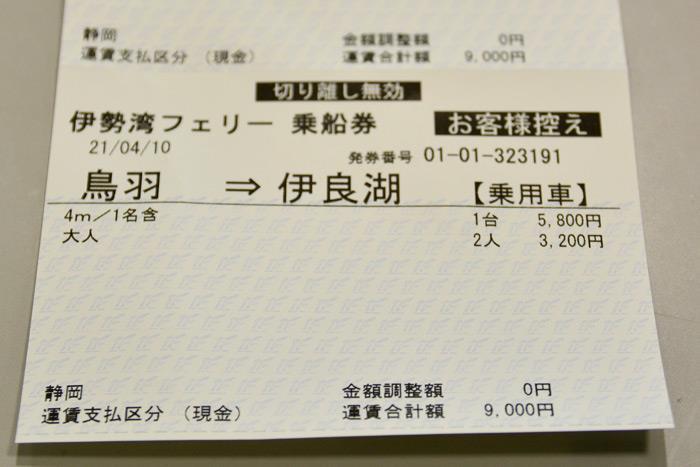 静岡 金額調整額 0円
運賃支払区分 (現金) 運賃合計額 9,000円
切り離し無効
伊勢湾フェリー 乗船券 お客様控え
21/04/10 発券番号 01-01-323191
鳥羽 ⇒ 伊良湖 【乗用車】
4m/1名含 1台 5,800円
大人 2人 3,200円
静岡 金額調整額 0円
運賃支払区分 (現金) 運賃合計額 9,000円